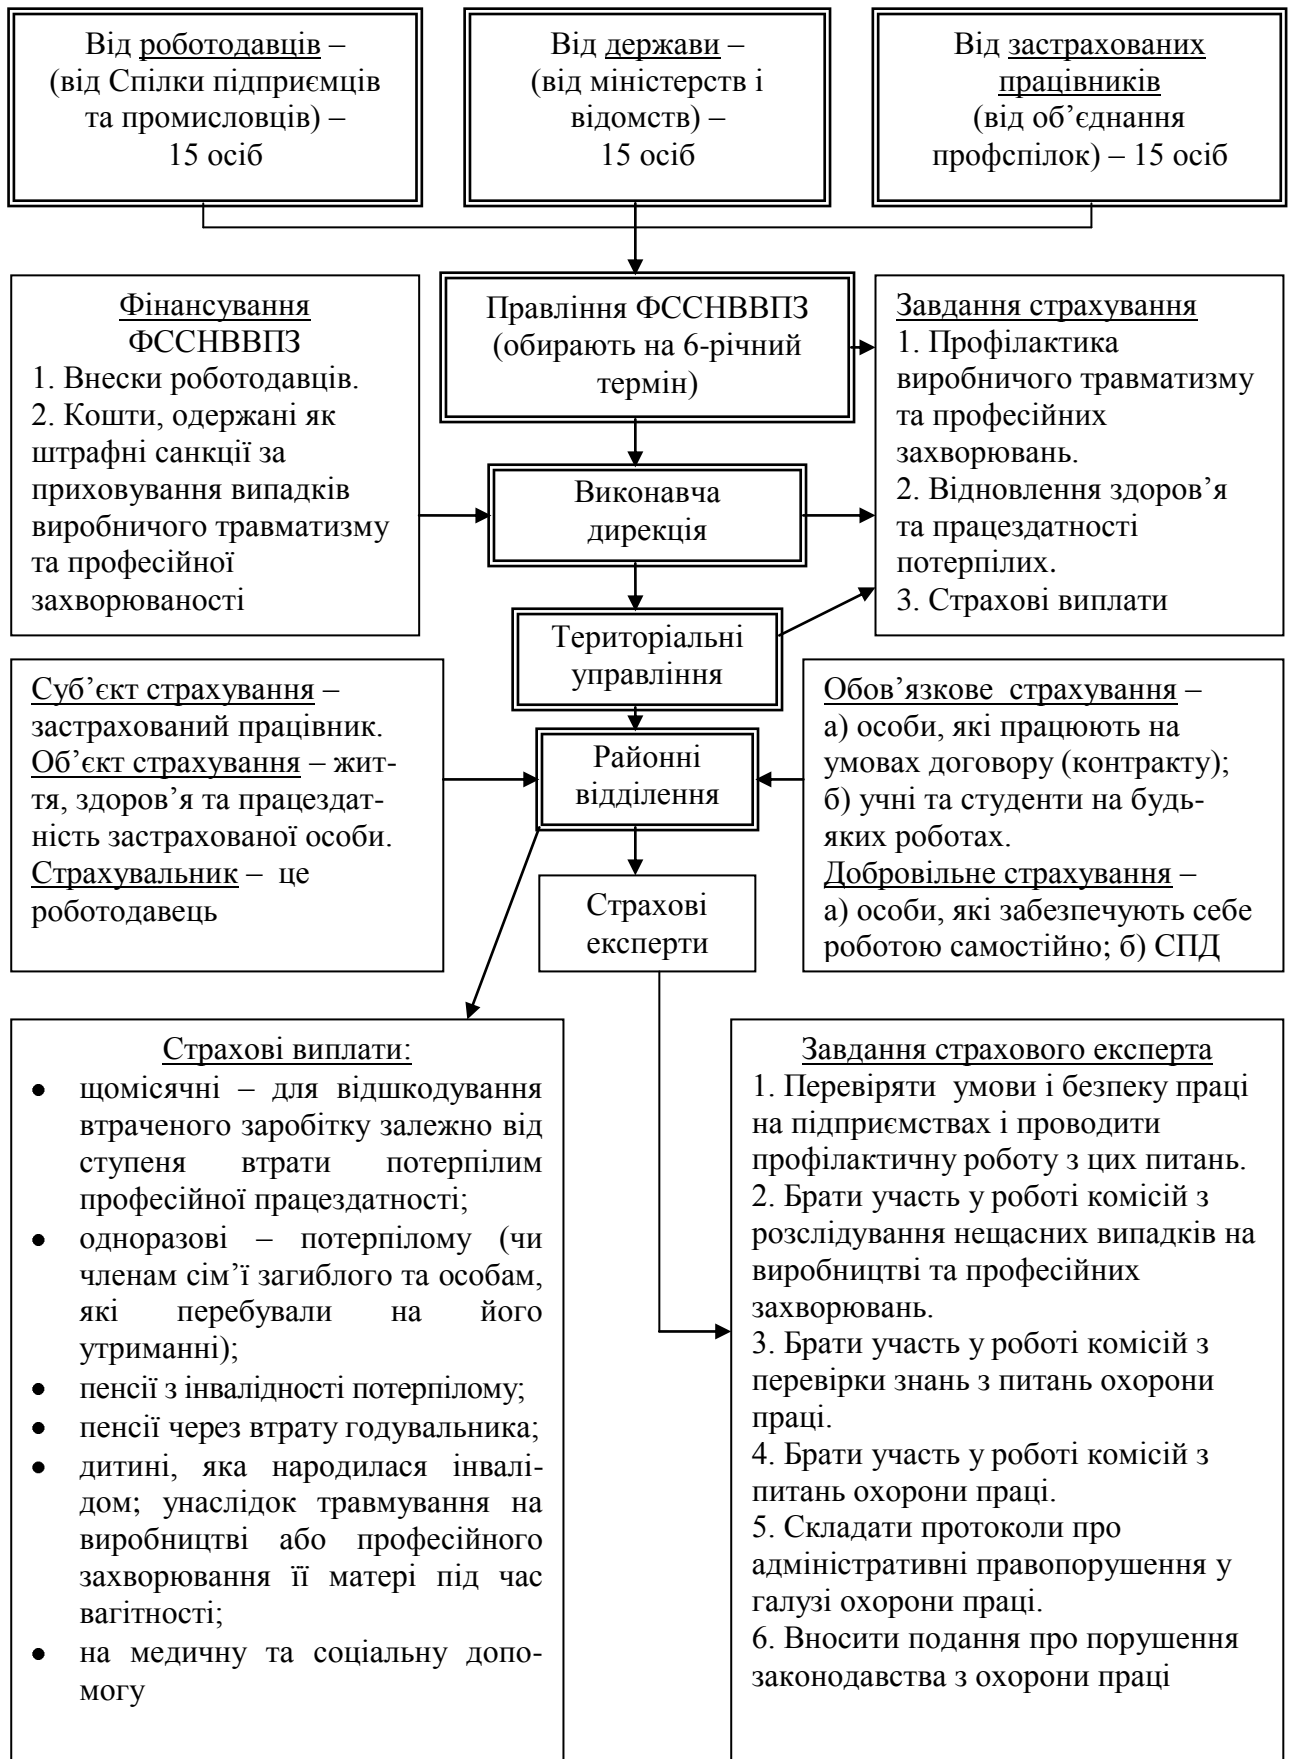 Від роботодавців –
(від Спілки підприємців
та промисловців) –
15 осіб
Від держави –
(від міністерств і
відомств) –
15 осіб
Від застрахованих
працівників
(від об’єднання
профспілок) – 15 осіб
Фінансування
ФССНВВПЗ
1. Внески роботодавців.
2. Кошти, одержані як
штрафні санкції за
приховування випадків
виробничого травматизму
та професійної
захворюваності
Правління ФССНВВПЗ
(обирають на 6-річний
термін)
Завдання страхування
1. Профілактика
виробничого травматизму
та професійних
захворювань.
2. Відновлення здоров’я
та працездатності
потерпілих.
3. Страхові виплати
Виконавча
дирекція
Територіальні
управління
Суб’єкт страхування –
застрахований працівник.
Об’єкт страхування – жит-
тя, здоров’я та працездат-
ність застрахованої особи.
Страхувальник – це
роботодавець
Районні
відділення
Обов’язкове страхування –
а) особи, які працюють на
умовах договору (контракту);
б) учні та студенти на будь-
яких роботах.
Добровільне страхування –
а) особи, які забезпечують себе
роботою самостійно; б) СПД
Страхові
експерти
Страхові виплати:
• щомісячні – для відшкодування
втраченого заробітку залежно від
ступеня втрати потерпілим
професійної працездатності;
• одноразові – потерпілому (чи
членам сім’ї загиблого та особам,
які перебували на його
утриманні);
• пенсії з інвалідності потерпілому;
• пенсії через втрату годувальника;
• дитині, яка народилася інвалі-
дом; унаслідок травмування на
виробництві або професійного
захворювання її матері під час
вагітності;
• на медичну та соціальну допо-
могу
Завдання страхового експерта
1. Перевіряти умови і безпеку праці
на підприємствах і проводити
профілактичну роботу з цих питань.
2. Брати участь у роботі комісій з
розслідування нещасних випадків на
виробництві та професійних
захворювань.
3. Брати участь у роботі комісій з
перевірки знань з питань охорони
праці.
4. Брати участь у роботі комісій з
питань охорони праці.
5. Складати протоколи про
адміністративні правопорушення у
галузі охорони праці.
6. Вносити подання про порушення
законодавства з охорони праці